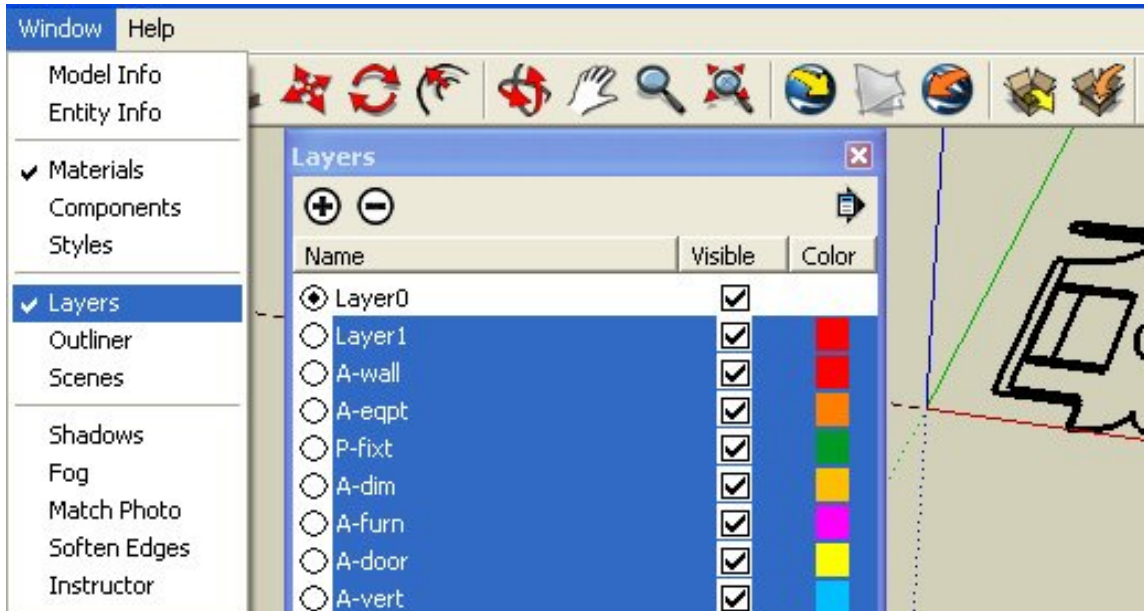 Window Help
Model Info
Entity Info
Materials
Components
Styles
Layers
Outliner
Scenes
Shadows
Fog
Match Photo
Soften Edges
Instructor
Layers
Name Visible Color
Layer0
Layer1
A-wall
A-eqpt
P-fixt
A-dim
A-furn
A-door
A-vert